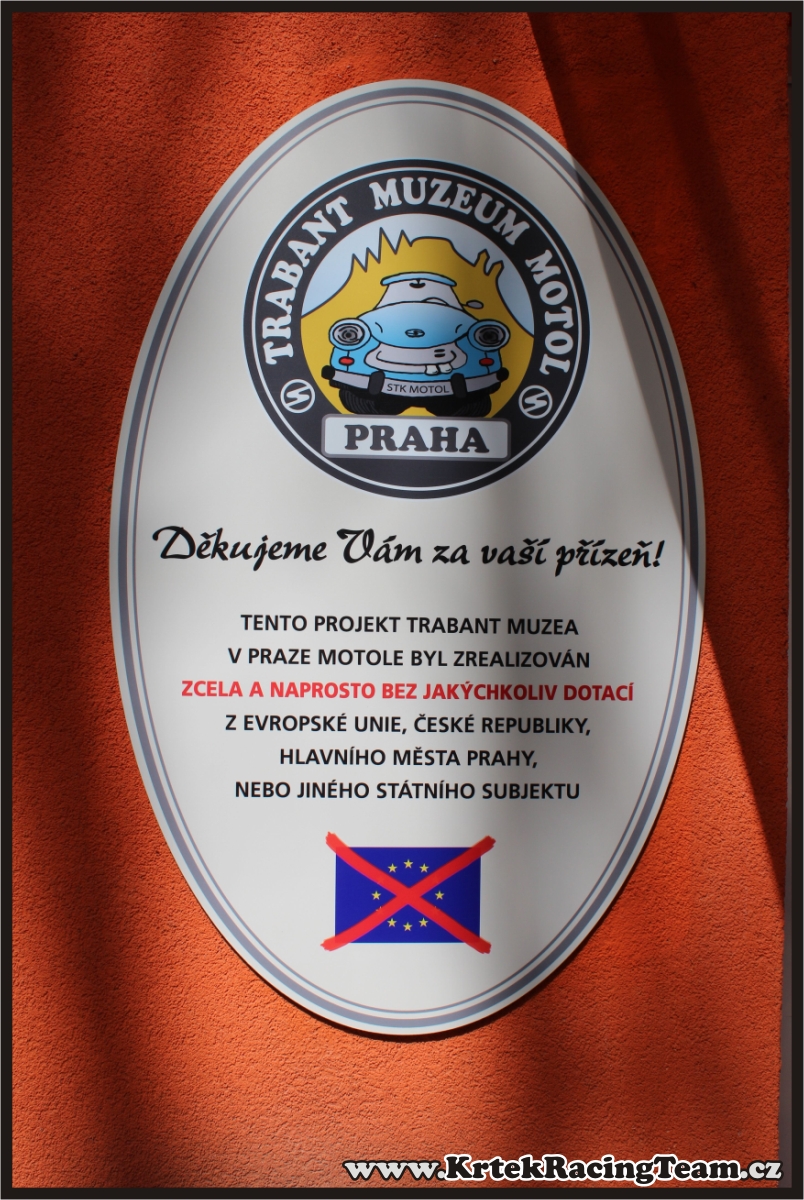 TRABANT MUZEUM MOTOL
STK MOTOL
PRAHA
Děkujeme Vám za vaší přízeň!
TENTO PROJEKT TRABANT MUZEA
V PRAZE MOTOLE BYL ZREALIZOVÁN
ZCELA A NAPROSTO BEZ JAKÝCHKOLIV DOTACÍ
Z EVROPSKÉ UNIE, ČESKÉ REPUBLIKY,
HLAVNÍHO MĚSTA PRAHY,
NEBO JINÉHO STÁTNÍHO SUBJEKTU
www.KrtekRacingTeam.cz